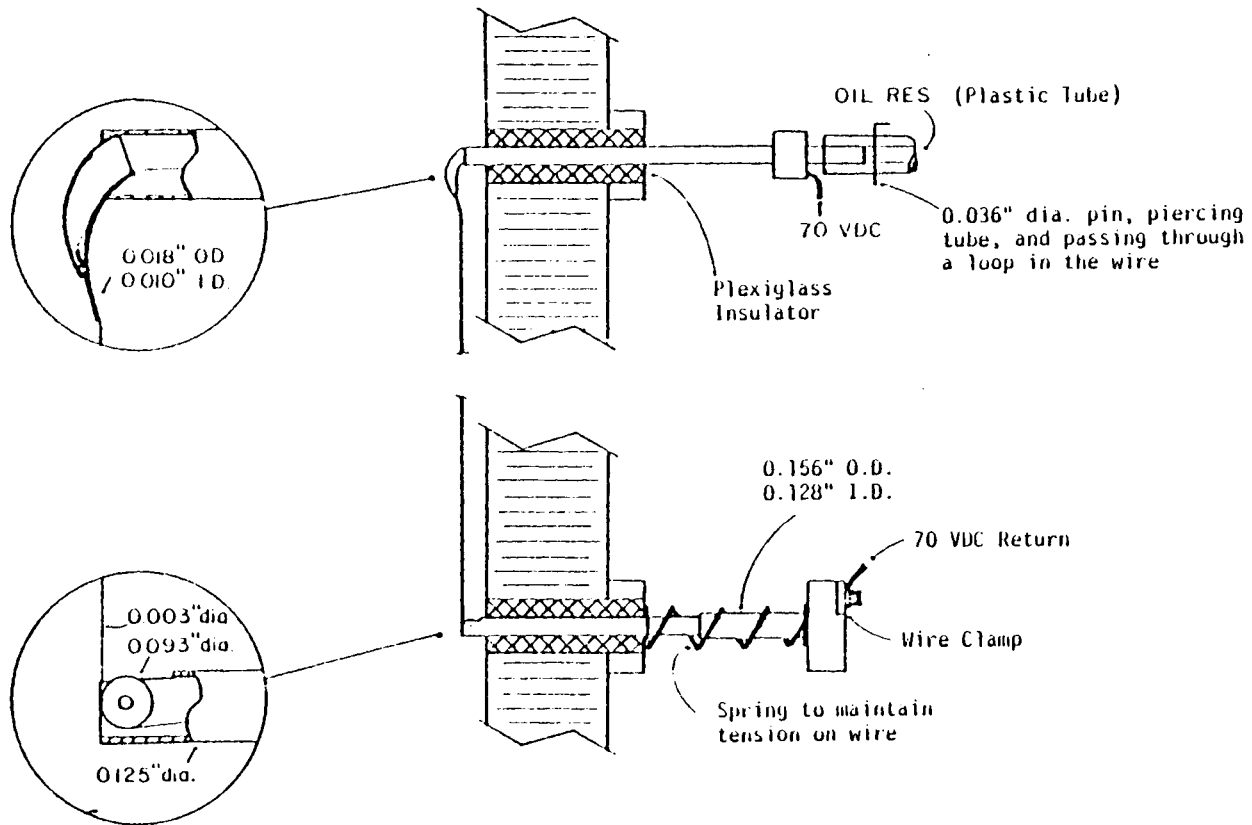 OIL RES (Plastic Tube)
70 VDC
0.036" dia. pin, piercing
tube, and passing through
a loop in the wire
Plexiglass
Insulator
0.018" O.D
0.010" I.D.
0.156" O.D.
0.128" I.D.
70 VDC Return
Wire Clamp
Spring to maintain
tension on wire
0.003" dia
0.093" dia.
0.125" dia.